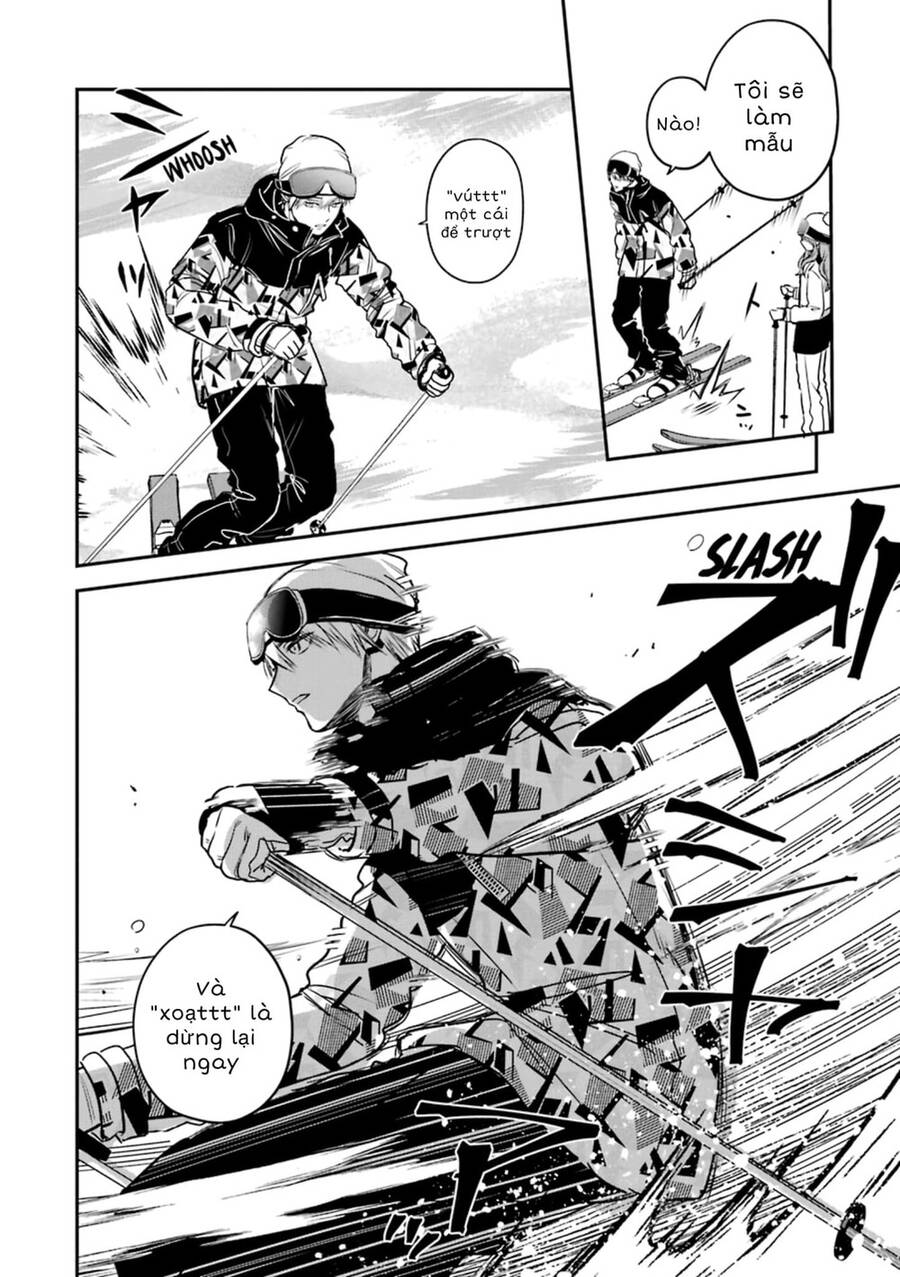 Tôi sẽ
làm
mẫu
Nào!
"vúttt"
một cái
để trượt
WHOOSH
SLASH
Và
"xoạttt" là
dừng lại
ngay